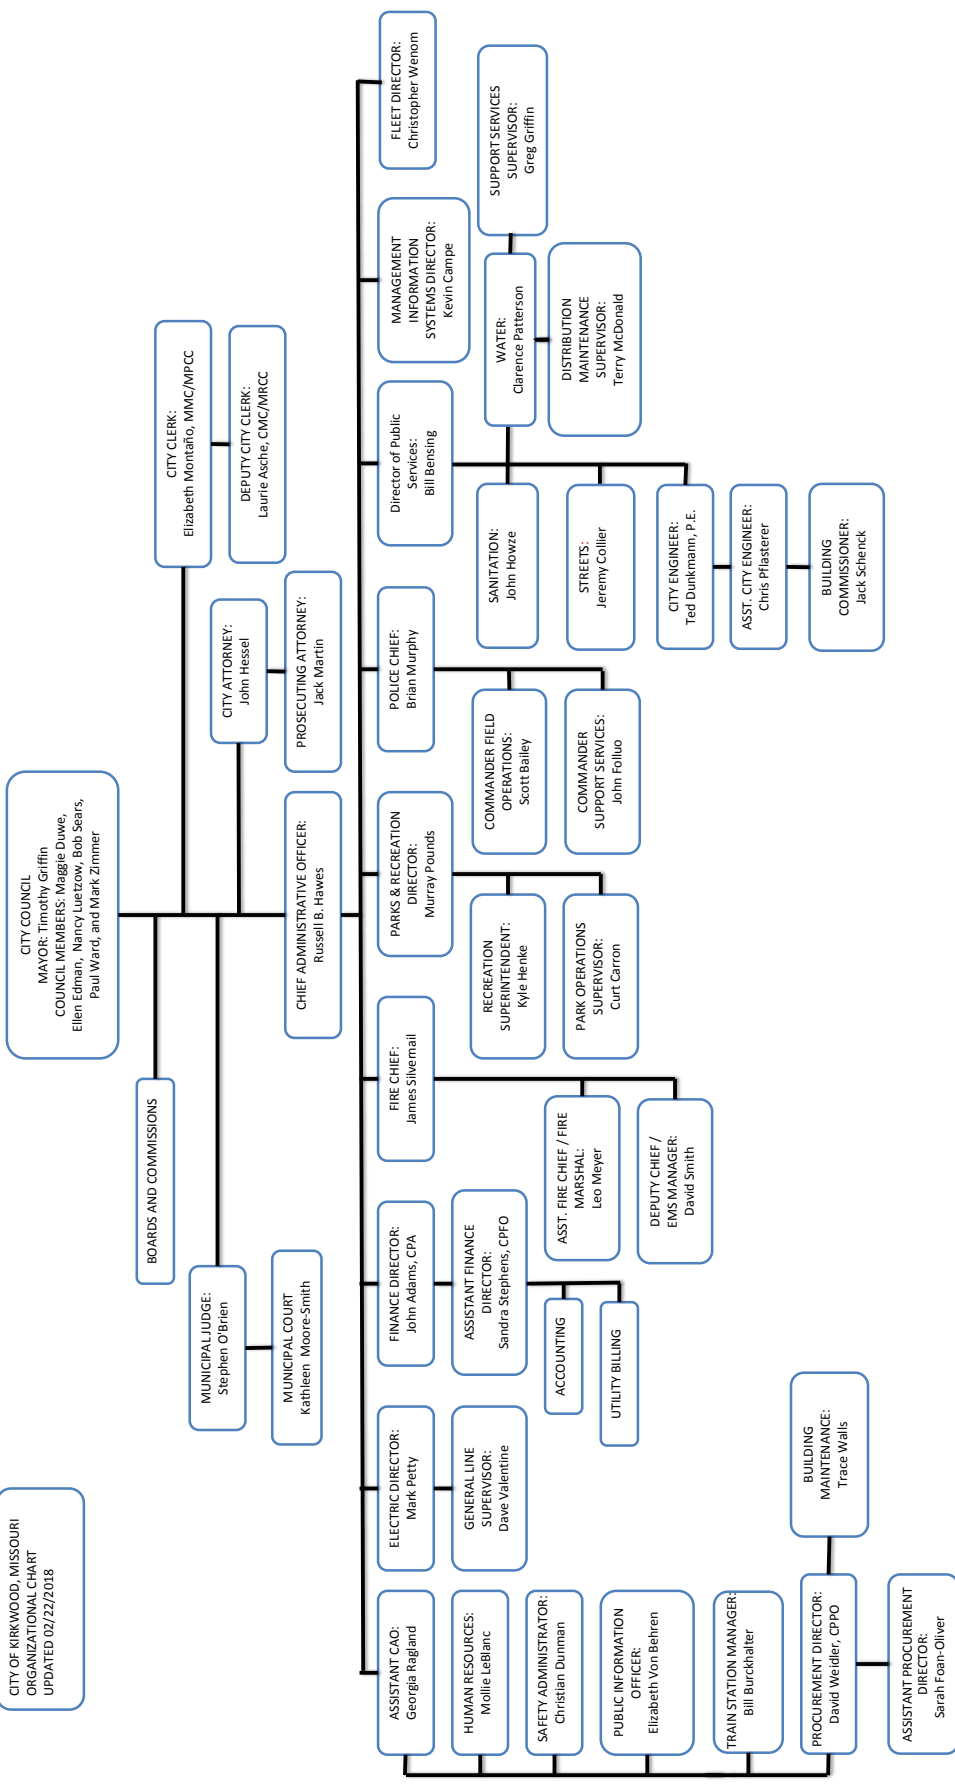 CITY OF KIRKWOOD, MISSOURI
ORGANIZATIONAL CHART
UPDATED 02/22/2018
CITY COUNCIL
MAYOR: Timothy Griffin
COUNCIL MEMBERS: Maggie Duwe,
Ellen Edman, Nancy Luetzow, Bob Sears,
Paul Ward, and Mark Zimmer
BOARDS AND COMMISSIONS
CITY CLERK:
Elizabeth Montaño, MMC/MPCC
DEPUTY CITY CLERK:
Laurie Asche, CMC/MRCC
MUNICIPAL JUDGE:
Stephen O'Brien
MUNICIPAL COURT
Kathleen Moore-Smith
CITY ATTORNEY:
John Hessel
PROSECUTING ATTORNEY:
Jack Martin
CHIEF ADMINISTRATIVE OFFICER:
Russell B. Hawes
ASSISTANT CAO:
Georgia Ragland
HUMAN RESOURCES:
Mollie LeBlanc
SAFETY ADMINISTRATOR:
Christian Dunman
PUBLIC INFORMATION
OFFICER:
Elizabeth Von Behren
TRAIN STATION MANAGER:
Bill Burckhalter
PROCUREMENT DIRECTOR:
David Weidler, CPPO
BUILDING
MAINTENANCE:
Trace Walls
ASSISTANT PROCUREMENT
DIRECTOR:
Sarah Foan-Oliver
ELECTRIC DIRECTOR:
Mark Petty
GENERAL LINE
SUPERVISOR:
Dave Valentine
FINANCE DIRECTOR:
John Adams, CPA
ASSISTANT FINANCE
DIRECTOR:
Sandra Stephens, CPFO
ACCOUNTING
UTILITY BILLING
FIRE CHIEF:
James Silvernail
ASST. FIRE CHIEF / FIRE
MARSHAL:
Leo Meyer
DEPUTY CHIEF /
EMS MANAGER:
David Smith
PARKS & RECREATION
DIRECTOR:
Murray Pounds
RECREATION
SUPERINTENDENT:
Kyle Henke
PARK OPERATIONS
SUPERVISOR:
Curt Carron
POLICE CHIEF:
Brian Murphy
COMMANDER FIELD
OPERATIONS:
Scott Bailey
COMMANDER
SUPPORT SERVICES:
John Folluo
Director of Public
Services:
Bill Bensing
SANITATION:
John Howze
WATER:
Clarence Patterson
SUPPORT SERVICES
SUPERVISOR:
Greg Griffin
DISTRIBUTION
MAINTENANCE
SUPERVISOR:
Terry McDonald
STREETS:
Jeremy Collier
CITY ENGINEER:
Ted Dunkmann, P.E.
ASST. CITY ENGINEER:
Chris Pflasterer
BUILDING
COMMISSIONER:
Jack Schenck
MANAGEMENT
INFORMATION
SYSTEMS DIRECTOR:
Kevin Campe
FLEET DIRECTOR:
Christopher Wenom